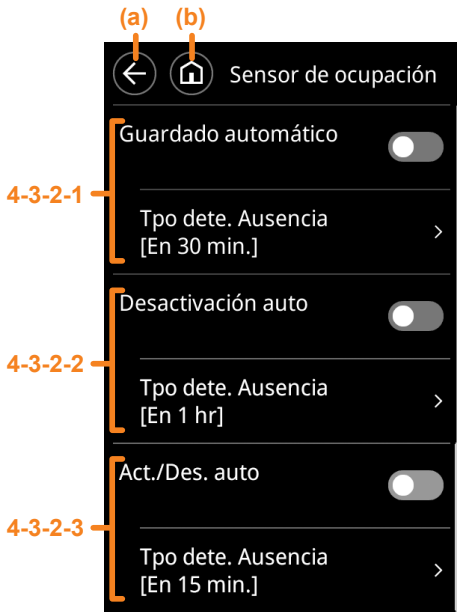 (a) (b)
Sensor de ocupación
Guardado automático
4-3-2-1
Tpo dete. Ausencia
[En 30 min.]
Desactivación auto
4-3-2-2
Tpo dete. Ausencia
[En 1 hr]
Act./Des. auto
4-3-2-3
Tpo dete. Ausencia
[En 15 min.]